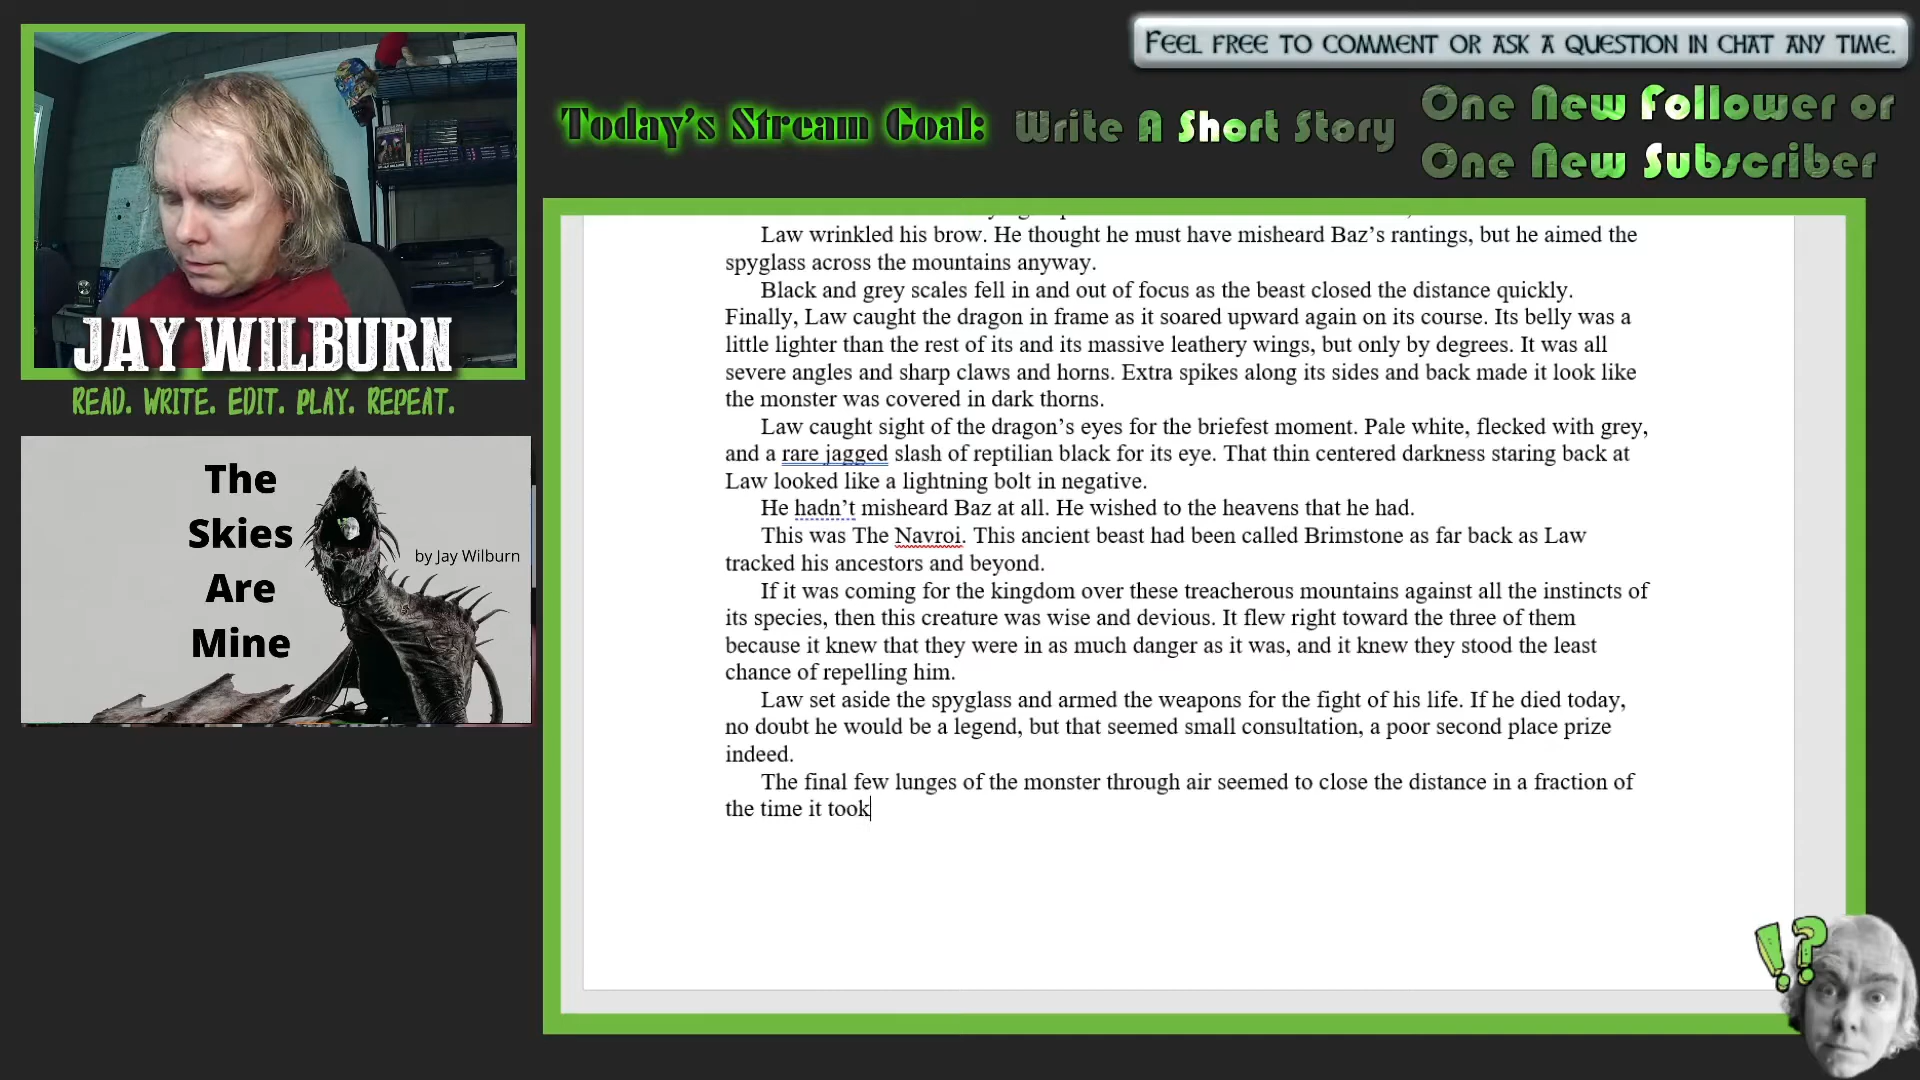 FEEL FREE TO COMMENT OR ASK A QUESTION IN CHAT ANY TIME.
Today's Stream Goal:
Write A Short Story
One New Follower or
One New Subscriber
JAY WILBURN
READ. WRITE. EDIT. PLAY. REPEAT.
The
Skies
Are
Mine
by Jay Wilburn
Law wrinkled his brow. He thought he must have misheard Baz's rantings, but he aimed the
spyglass across the mountains anyway.
Black and grey scales fell in and out of focus as the beast closed the distance quickly.
Finally, Law caught the dragon in frame as it soared upward again on its course. Its belly was a
little lighter than the rest of its and its massive leathery wings, but only by degrees. It was all
severe angles and sharp claws and horns. Extra spikes along its sides and back made it look like
the monster was covered in dark thorns.
Law caught sight of the dragon's eyes for the briefest moment. Pale white, flecked with grey,
and a rare jagged slash of reptilian black for its eye. That thin centered darkness staring back at
Law looked like a lightning bolt in negative.
He hadn't misheard Baz at all. He wished to the heavens that he had.
This was The Navroi. This ancient beast had been called Brimstone as far back as Law
tracked his ancestors and beyond.
If it was coming for the kingdom over these treacherous mountains against all the instincts of
its species, then this creature was wise and devious. It flew right toward the three of them
because it knew that they were in as much danger as it was, and it knew they stood the least
chance of repelling him.
Law set aside the spyglass and armed the weapons for the fight of his life. If he died today,
no doubt he would be a legend, but that seemed small consultation, a poor second place prize
indeed.
The final few lunges of the monster through air seemed to close the distance in a fraction of
the time it took
!?